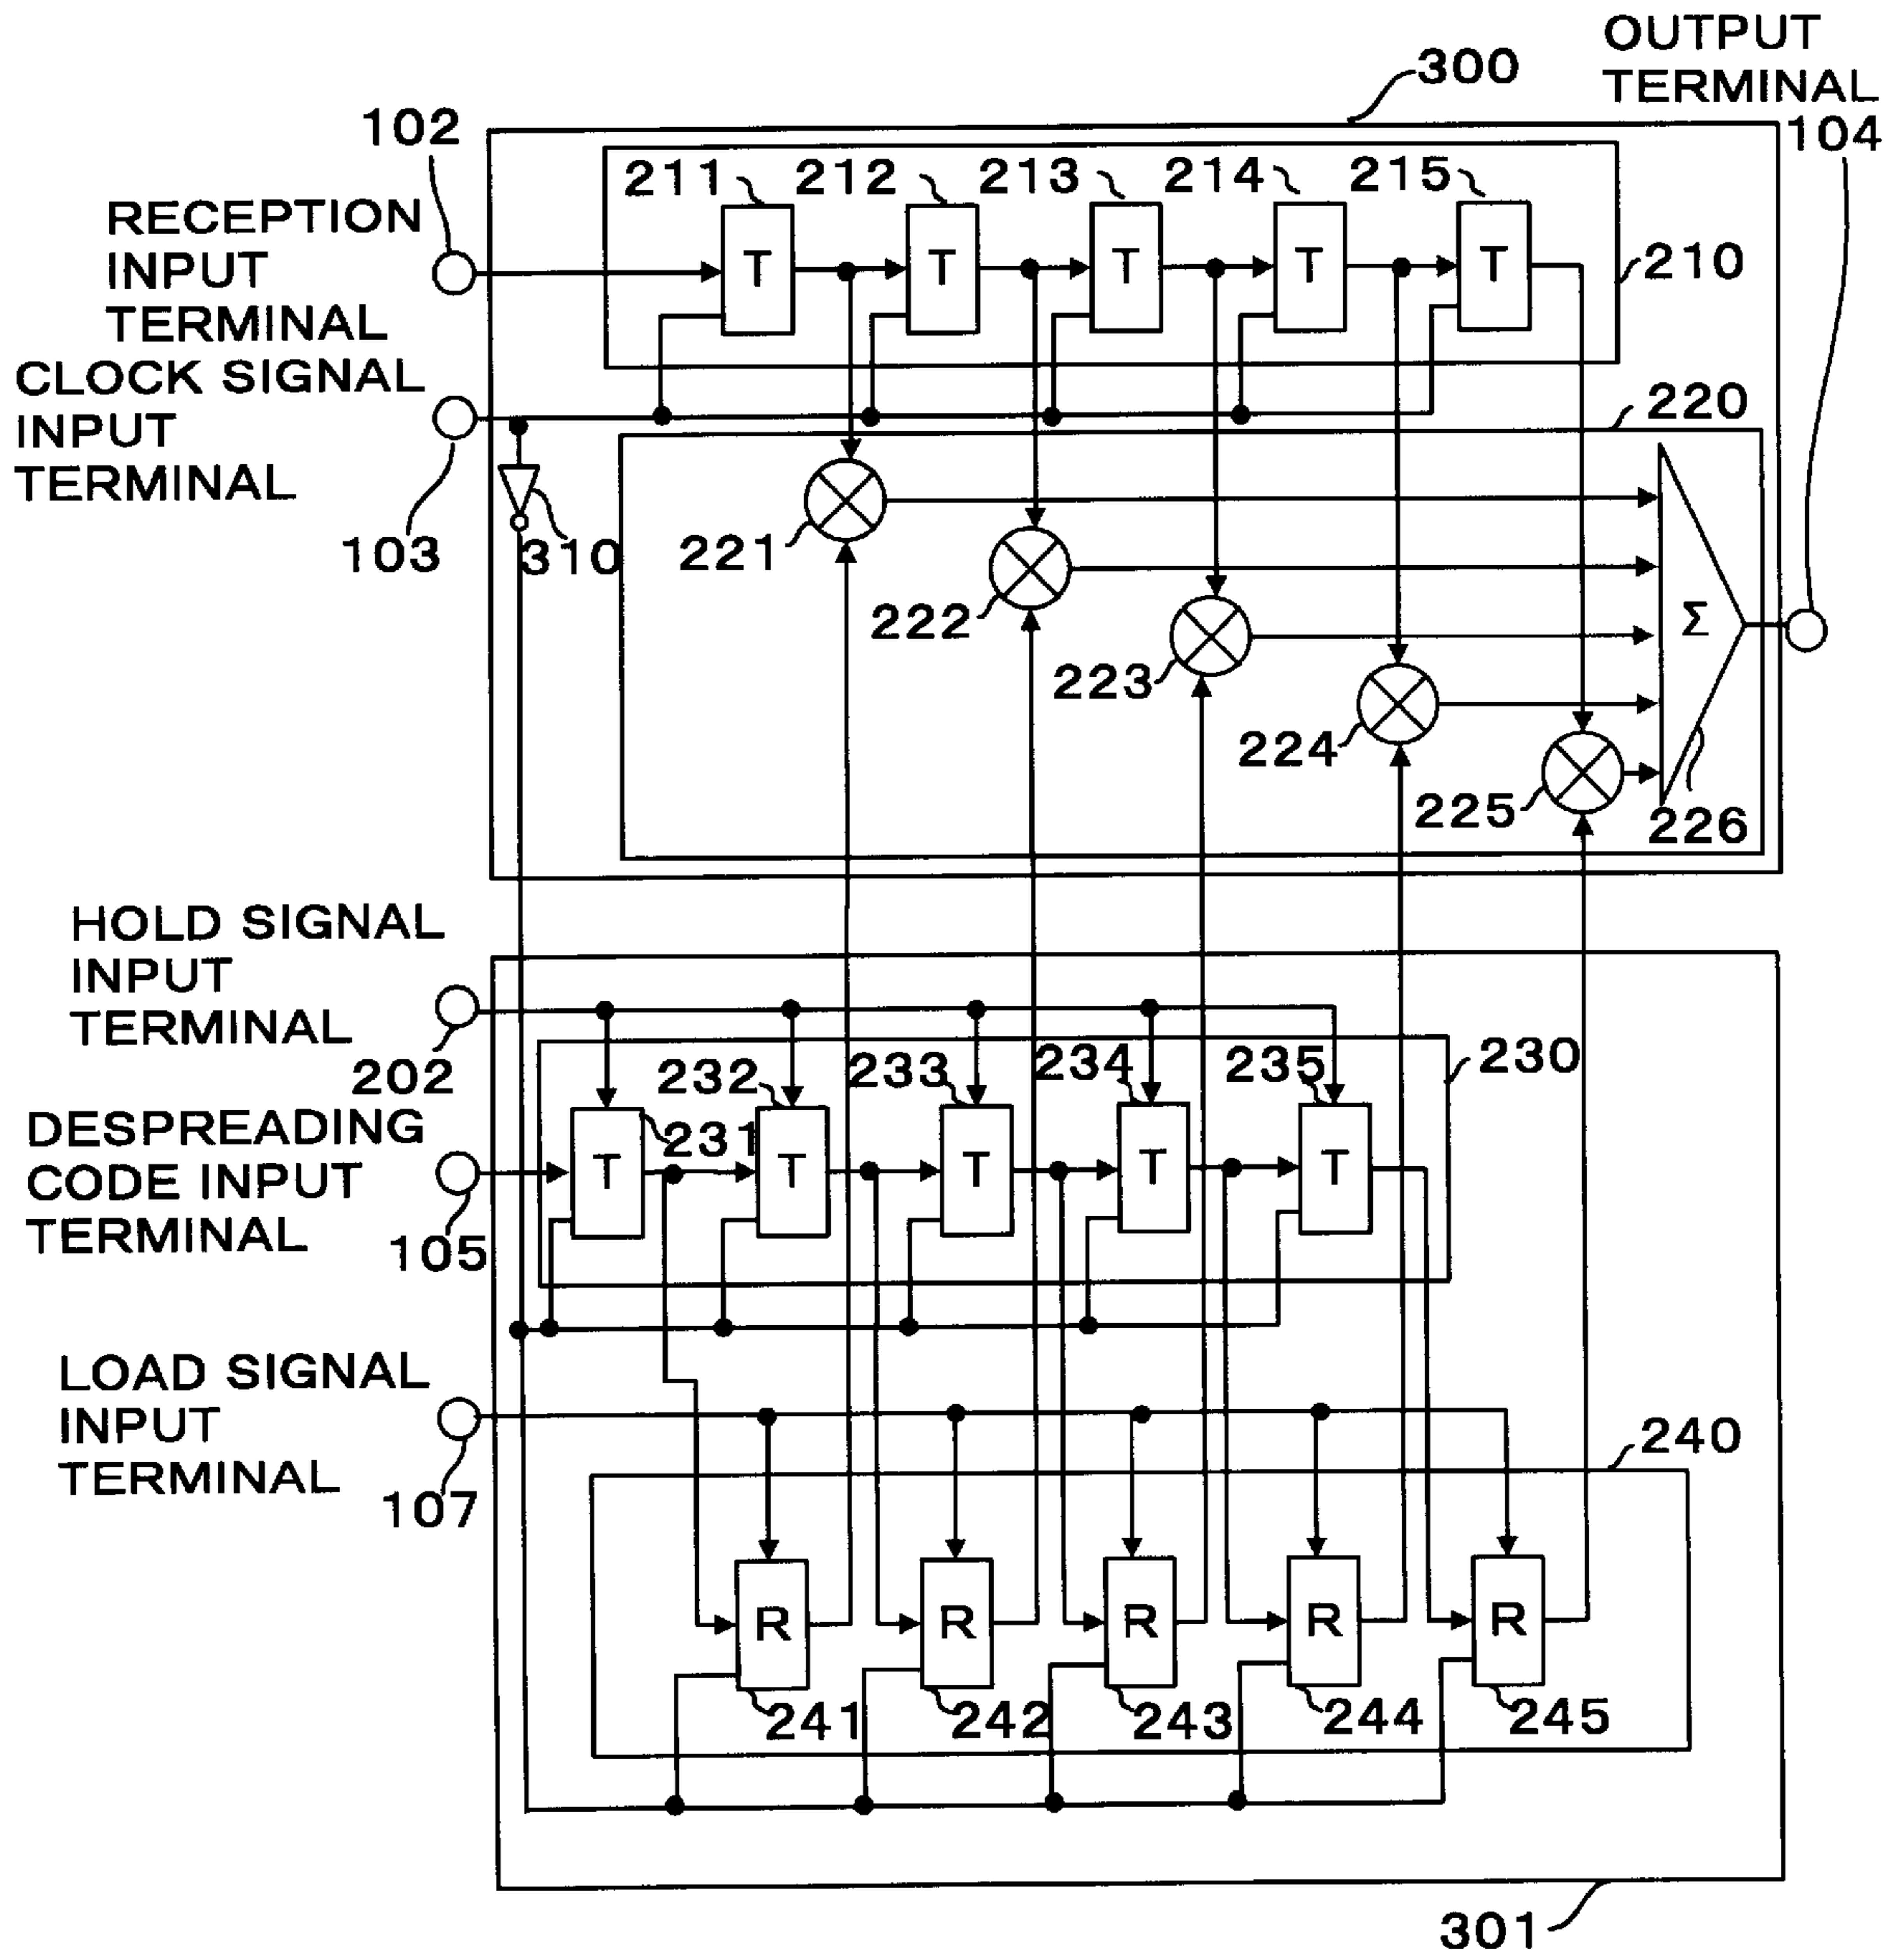 OUTPUT
TERMINAL
300
104
102
211
212
213
214
215
RECEPTION
INPUT
TERMINAL
T
T
T
T
T
210
CLOCK SIGNAL
INPUT
TERMINAL
220
103
310
221
222
223
224
225
Σ
226
HOLD SIGNAL
INPUT
TERMINAL
202
232
233
234
235
230
DESPREADING
CODE INPUT
TERMINAL
231
T
T
T
T
T
105
LOAD SIGNAL
INPUT
TERMINAL
107
240
R
R
R
R
R
241
242
243
244
245
301